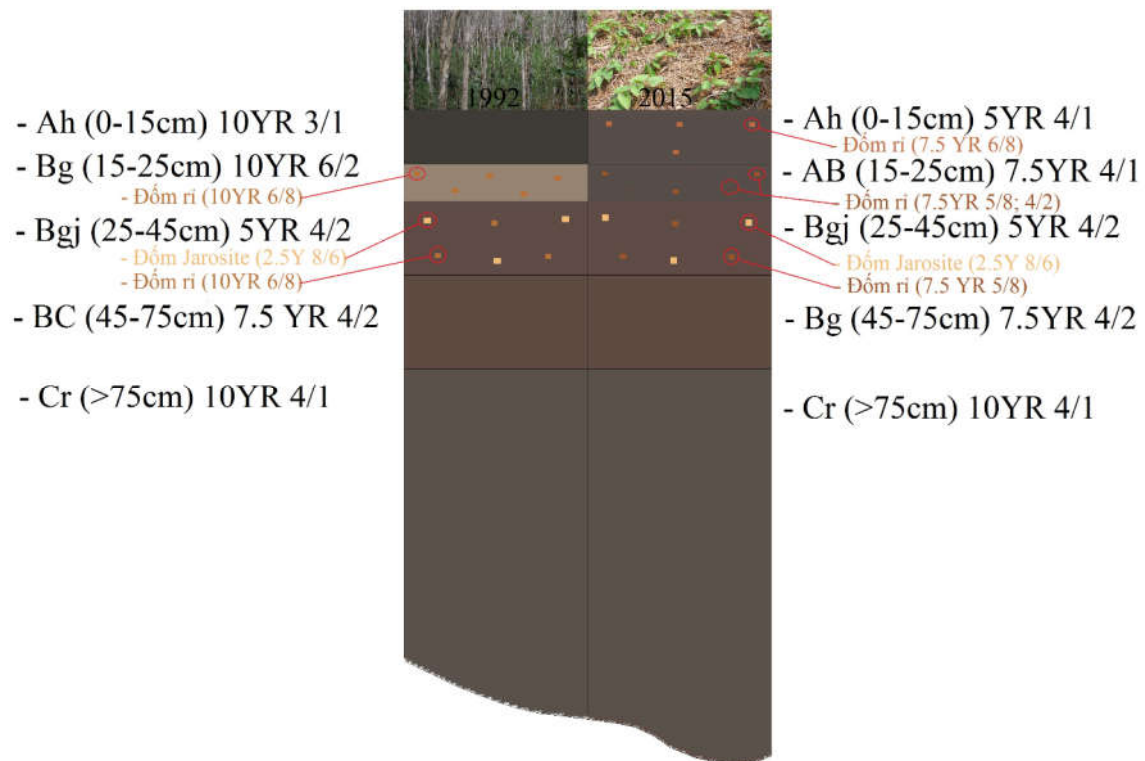 1992
2015
- Ah (0-15cm) 10YR 3/1
- Bg (15-25cm) 10YR 6/2
- Đốm rỉ (10YR 6/8)
- Bgj (25-45cm) 5YR 4/2
- Đốm Jarosite (2.5Y 8/6)
- Đốm rỉ (10YR 6/8)
- BC (45-75cm) 7.5 YR 4/2
- Cr (>75cm) 10YR 4/1
- Ah (0-15cm) 5YR 4/1
- Đốm rỉ (7.5 YR 6/8)
- AB (15-25cm) 7.5YR 4/1
- Đốm rỉ (7.5YR 5/8; 4/2)
- Bgj (25-45cm) 5YR 4/2
- Đốm Jarosite (2.5Y 8/6)
- Đốm rỉ (7.5 YR 5/8)
- Bg (45-75cm) 7.5YR 4/2
- Cr (>75cm) 10YR 4/1